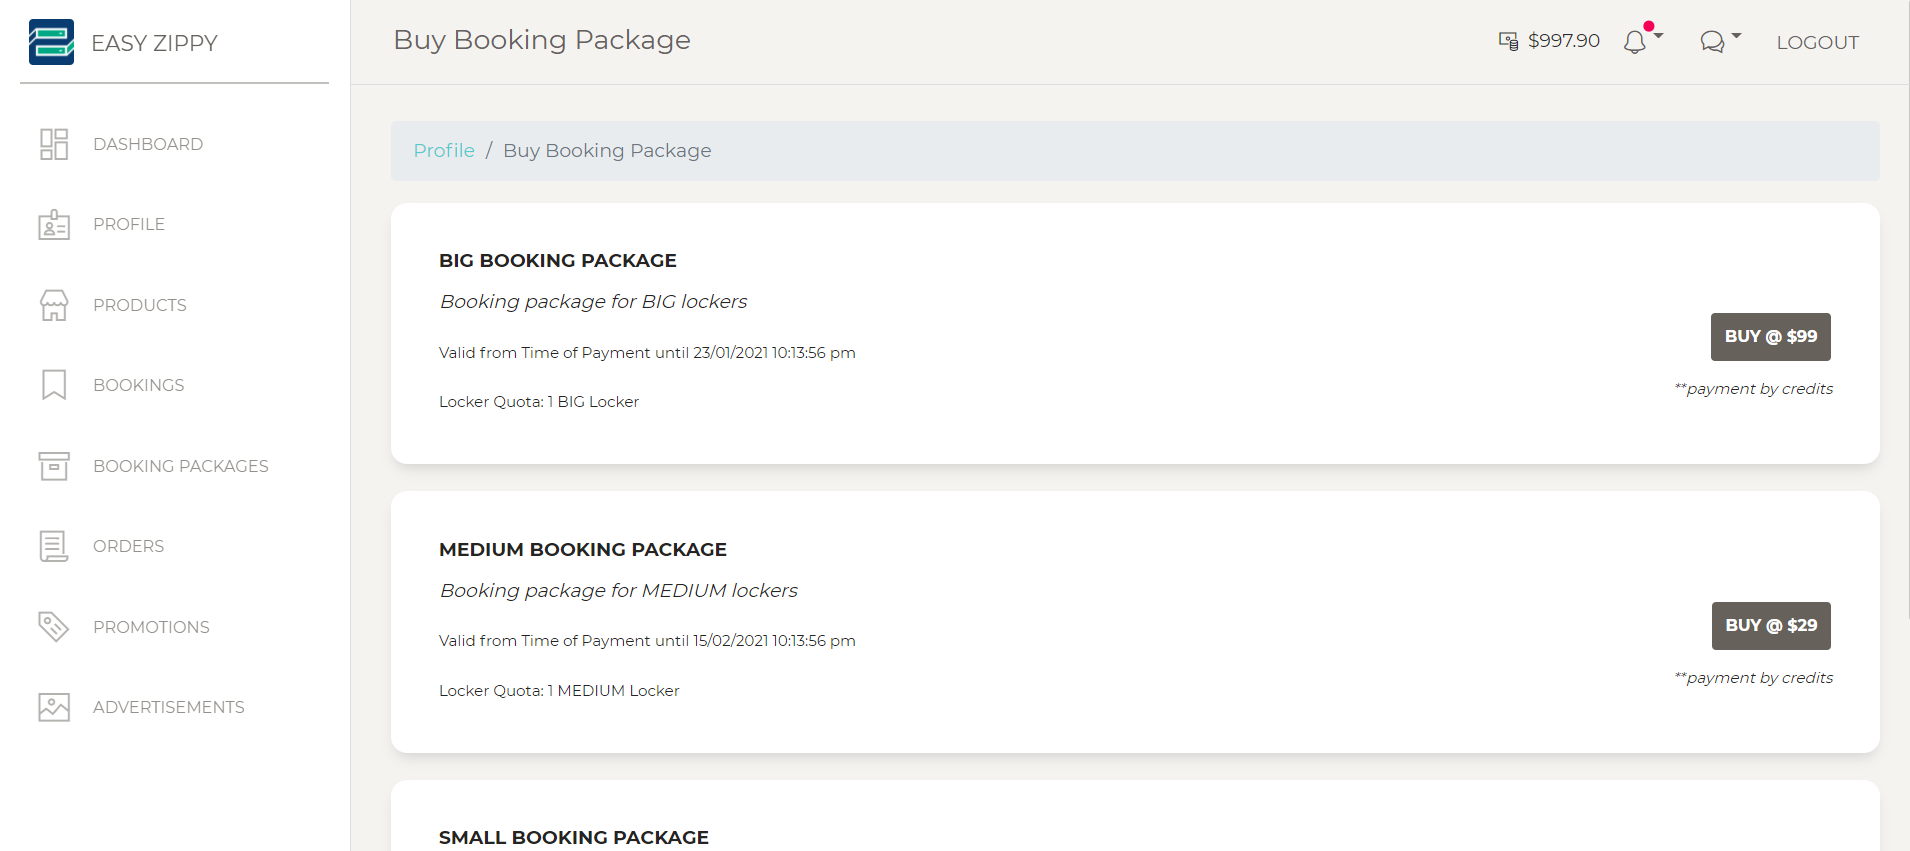 EASY ZIPPY
Buy Booking Package
$997.90
LOGOUT
DASHBOARD
PROFILE
PRODUCTS
BOOKINGS
BOOKING PACKAGES
ORDERS
PROMOTIONS
ADVERTISEMENTS
Profile / Buy Booking Package
BIG BOOKING PACKAGE
Booking package for BIG lockers
Valid from Time of Payment until 23/01/2021 10:13:56 pm
Locker Quota: 1 BIG Locker
BUY @ $99
**payment by credits
MEDIUM BOOKING PACKAGE
Booking package for MEDIUM lockers
Valid from Time of Payment until 15/02/2021 10:13:56 pm
Locker Quota: 1 MEDIUM Locker
BUY @ $29
**payment by credits
SMALL BOOKING PACKAGE